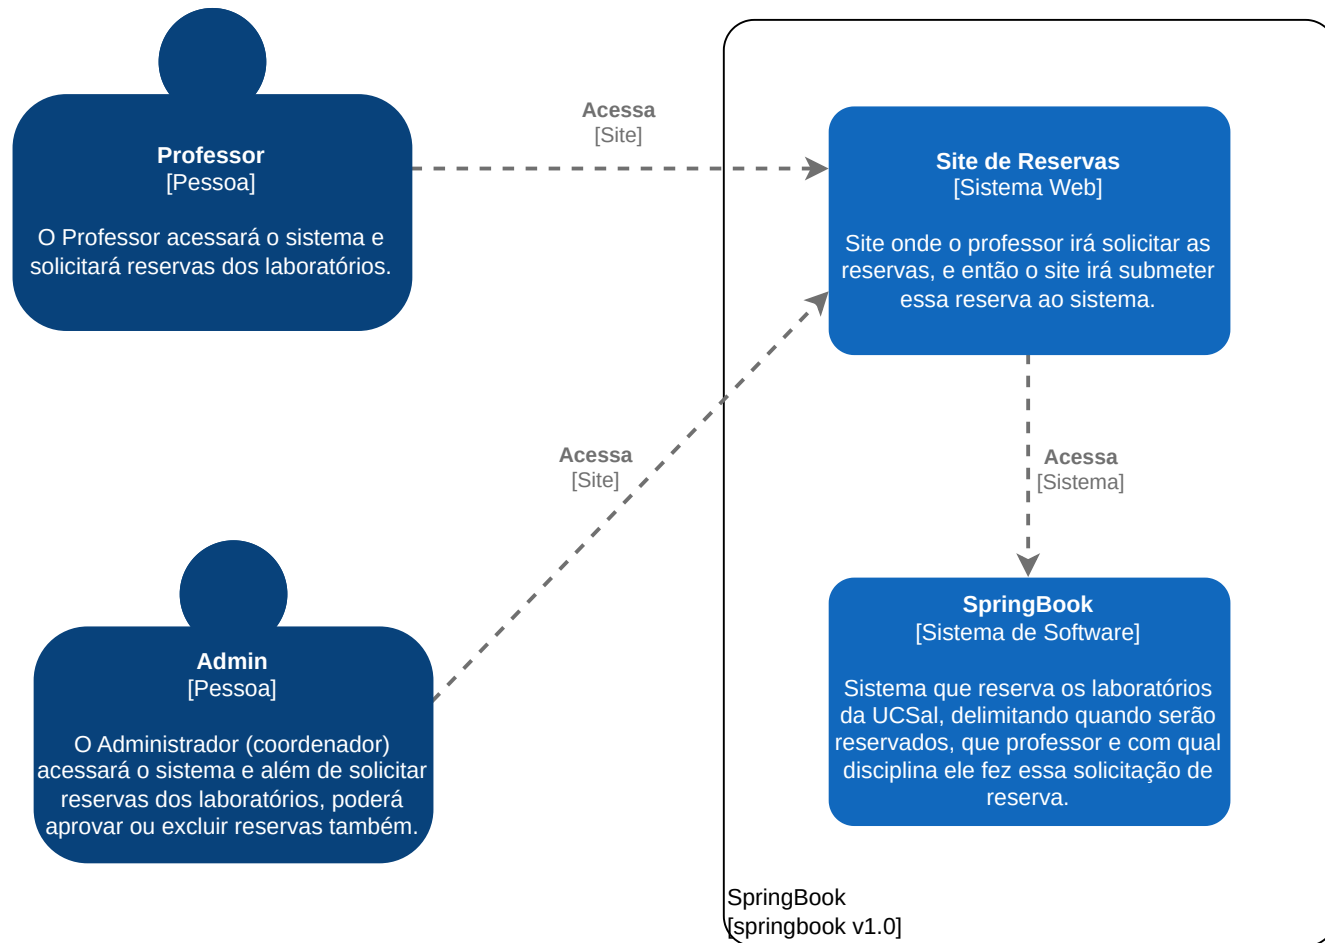 Professor
[Pessoa]
O Professor acessará o sistema e
solicitará reservas dos laboratórios.
Acessa
[Site]
Site de Reservas
[Sistema Web]
Site onde o professor irá solicitar as
reservas, e então o site irá submeter
essa reserva ao sistema.
Acessa
[Site]
Acessa
[Sistema]
Admin
[Pessoa]
O Administrador (coordenador)
acessará o sistema e além de solicitar
reservas dos laboratórios, poderá
aprovar ou excluir reservas também.
SpringBook
[Sistema de Software]
Sistema que reserva os laboratórios
da UCSal, delimitando quando serão
reservados, que professor e com qual
disciplina ele fez essa solicitação de
reserva.
SpringBook
[springbook v1.0]